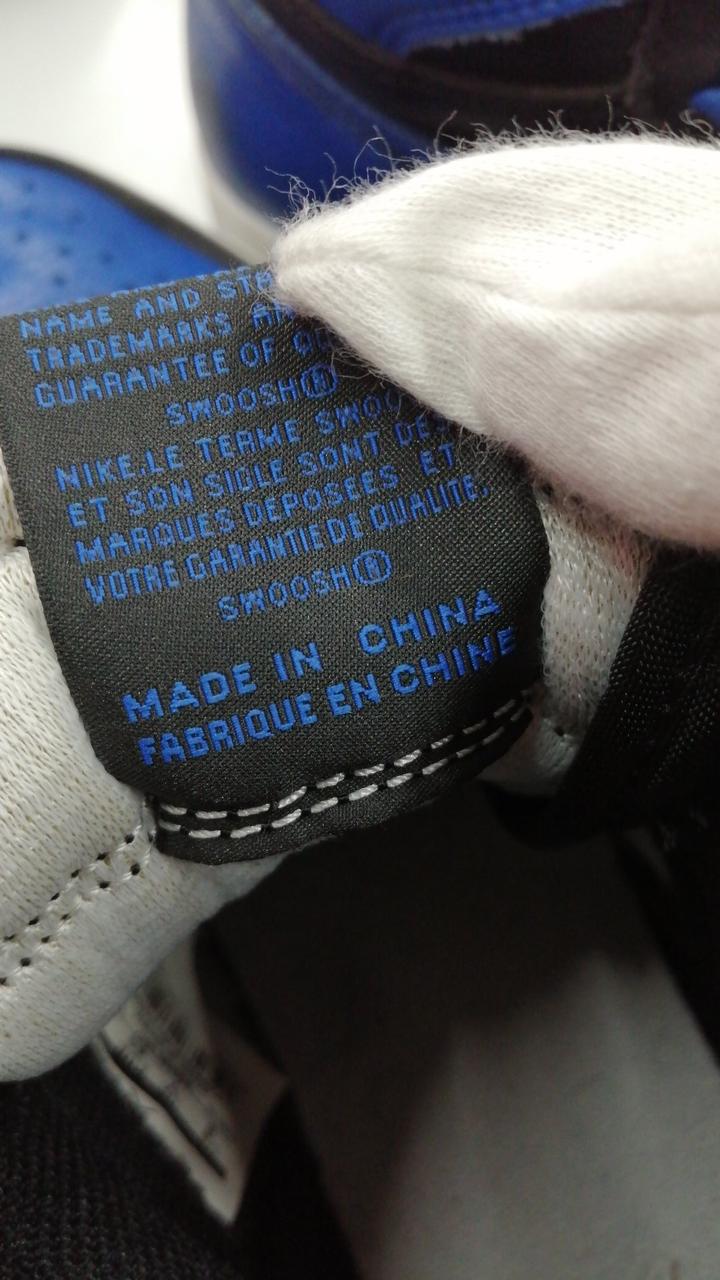 NAME AND
TRADEMARKS
GUARANTEE OF
SWOOSH®
NIKE.LE TERME
ET SON SIGLE SONT DES
MARQUES DEPOSEES ET
VOTRE GARANTIE DE QUALITE.
SWOOSH®
MADE IN CHINA
FABRIQUE EN CHINE